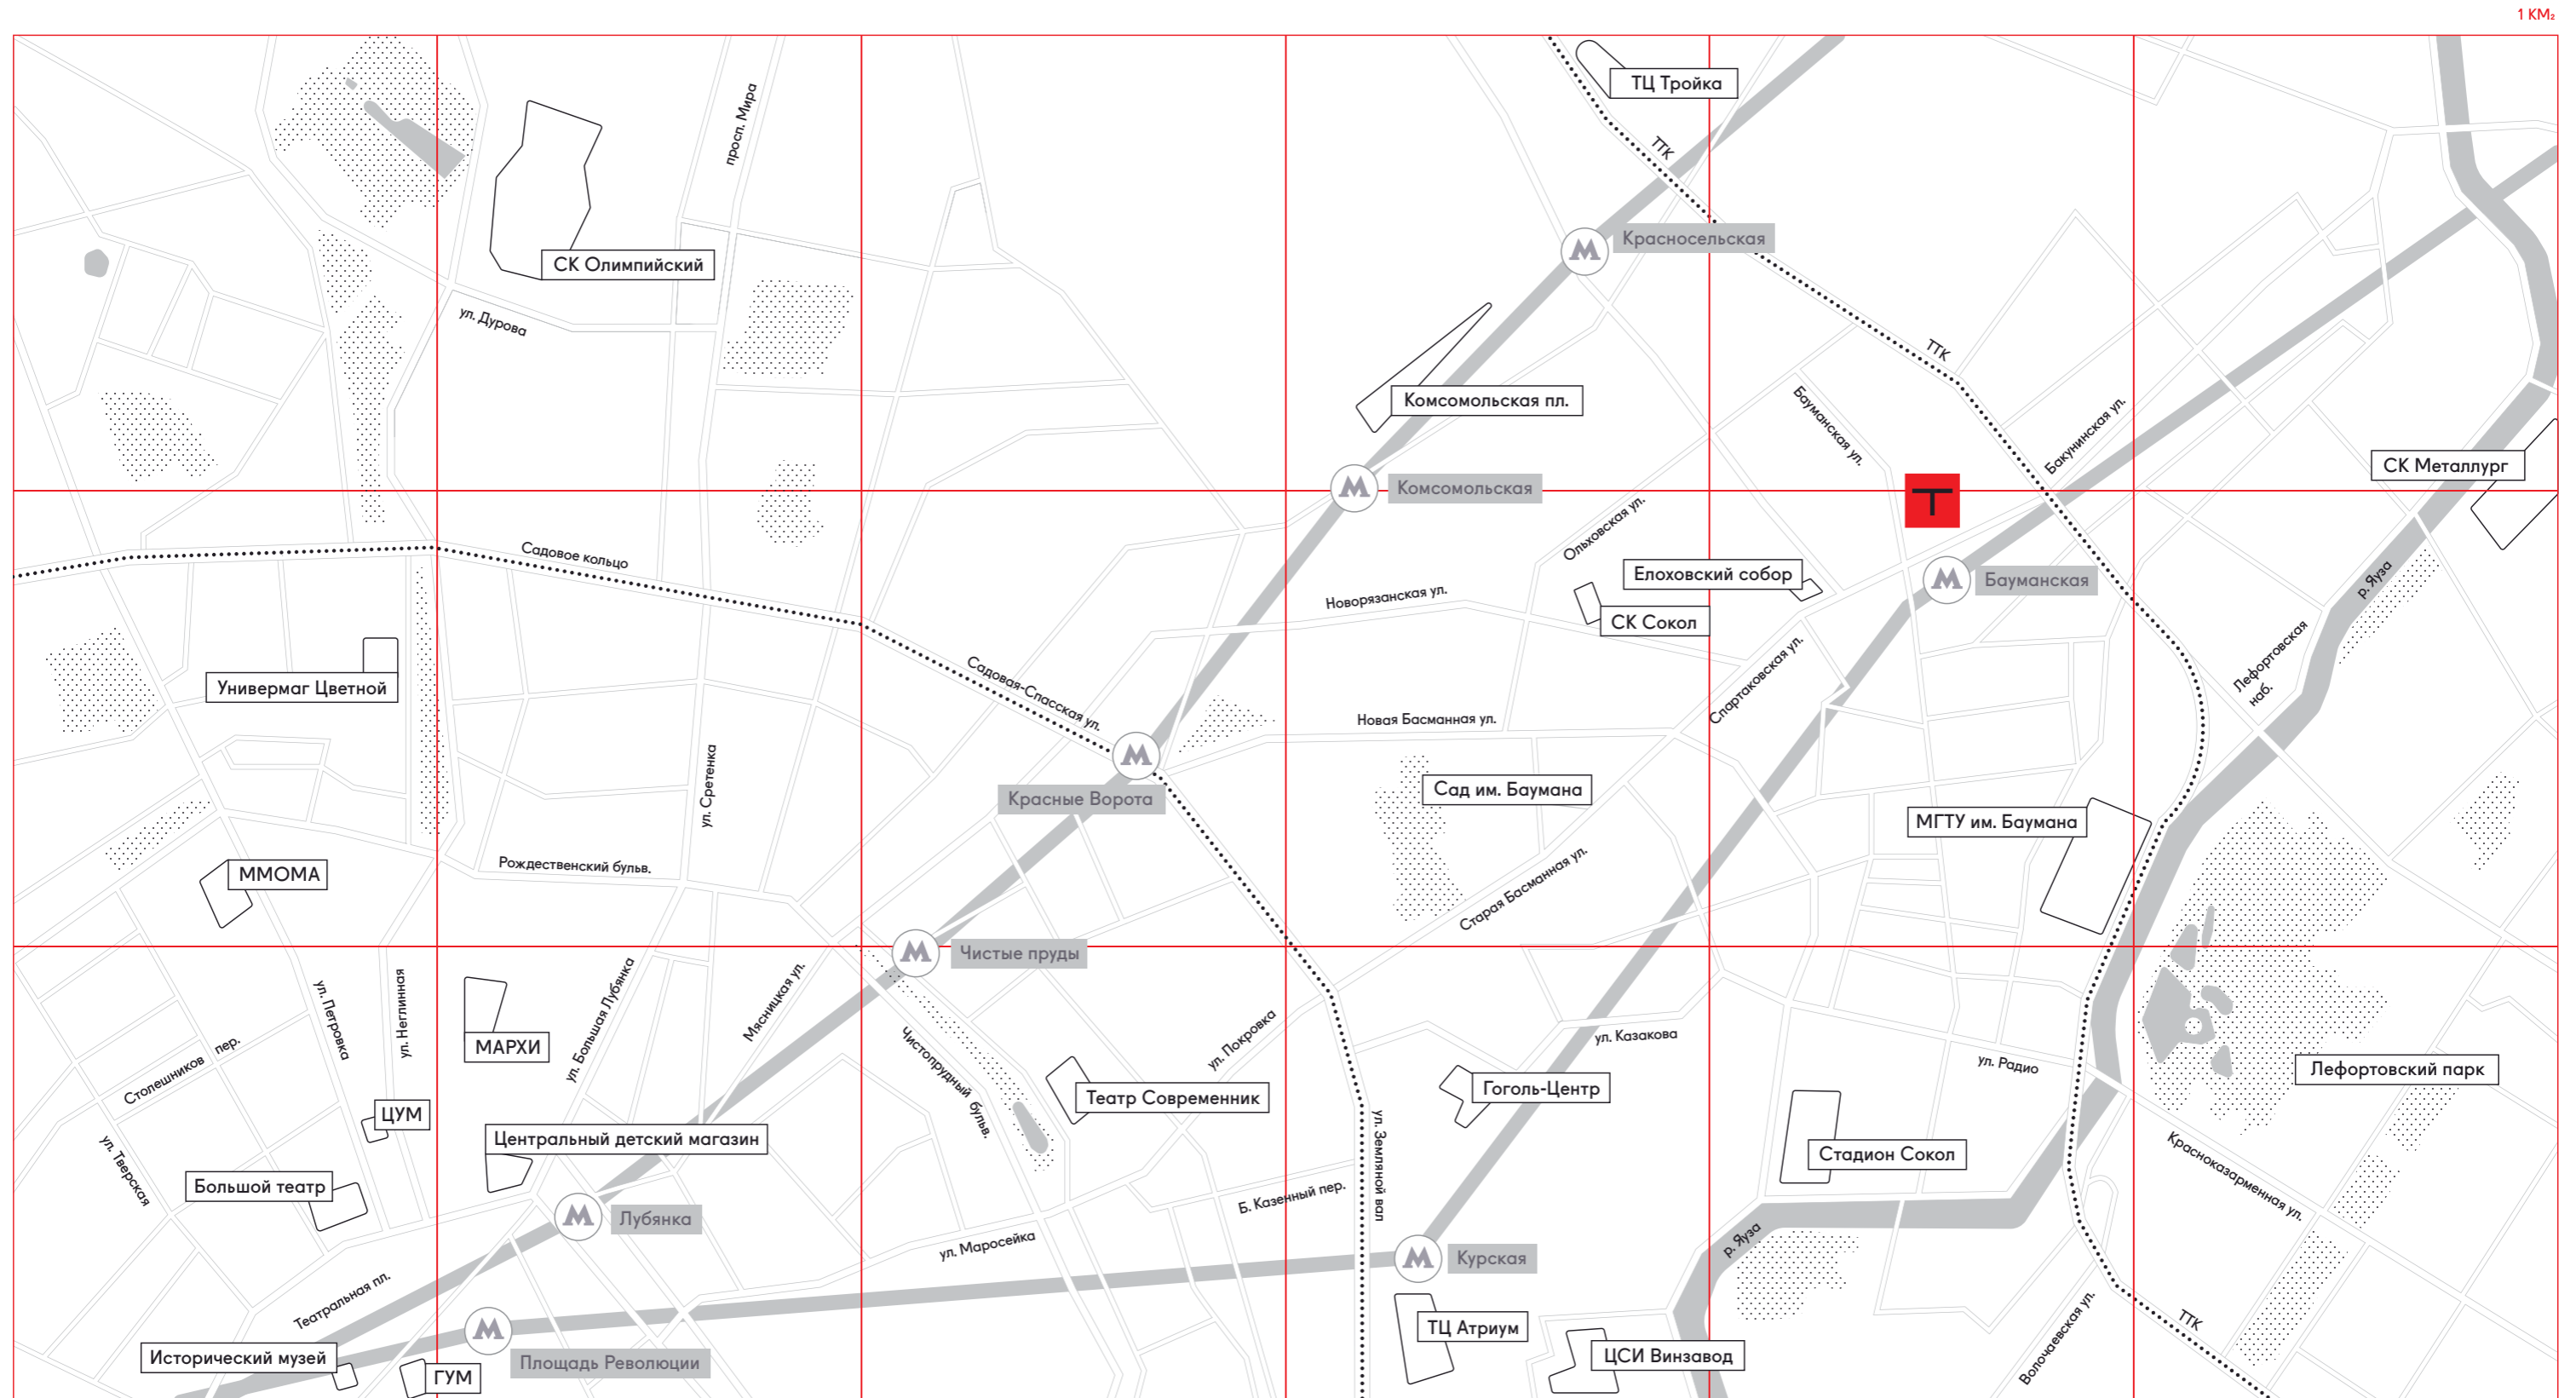 1 КМ₂
ТЦ Тройка
просп. Мира
ТТК
Красносельская
СК Олимпийский
ул. Дурова
ТТК
Комсомольская пл.
Бауманская ул.
Бакунинская ул.
СК Металлург
Комсомольская
Т
Ольховская ул.
Садовое кольцо
Елоховский собор
Бауманская
р. Яуза
Новорязанская ул.
СК Сокол
Универмаг Цветной
Садовая-Спасская ул.
Спартаковская ул.
Лефортовская
наб.
Новая Басманная ул.
ул. Сретенка
Сад им. Баумана
Красные Ворота
МГТУ им. Баумана
Рождественский бульв.
ММОМА
Старая Басманная ул.
Чистые пруды
ул. Петровка
ул. Неглинная
МАРХИ
ул. Большая Лубянка
Мясницкая ул.
Чистопрудный бульв.
ул. Покровка
ул. Казакова
ул. Радио
Столешников пер.
Лефортовский парк
Гоголь-Центр
Театр Современник
ЦУМ
Центральный детский магазин
ул. Тверская
ул. Земляной вал
Стадион Сокол
Красноказарменная ул.
Большой театр
Б. Казенный пер.
Лубянка
ул. Маросейка
р. Яуза
Курская
Театральная пл.
ТЦ Атриум
ТТК
Волочаевская ул.
Исторический музей
Площадь Революции
ЦСИ Винзавод
ГУМ